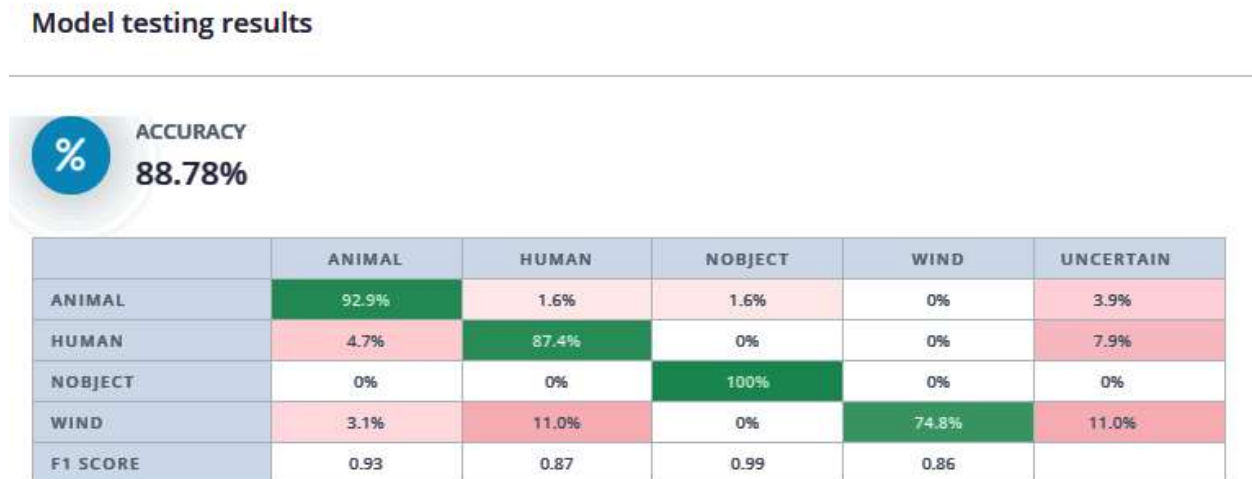 Model testing results
%
ACCURACY
88.78%
ANIMAL HUMAN NOBJECT WIND UNCERTAIN
ANIMAL 92.9% 1.6% 1.6% 0% 3.9%
HUMAN 4.7% 87.4% 0% 0% 7.9%
NOBJECT 0% 0% 100% 0% 0%
WIND 3.1% 11.0% 0% 74.8% 11.0%
F1 SCORE 0.93 0.87 0.99 0.86